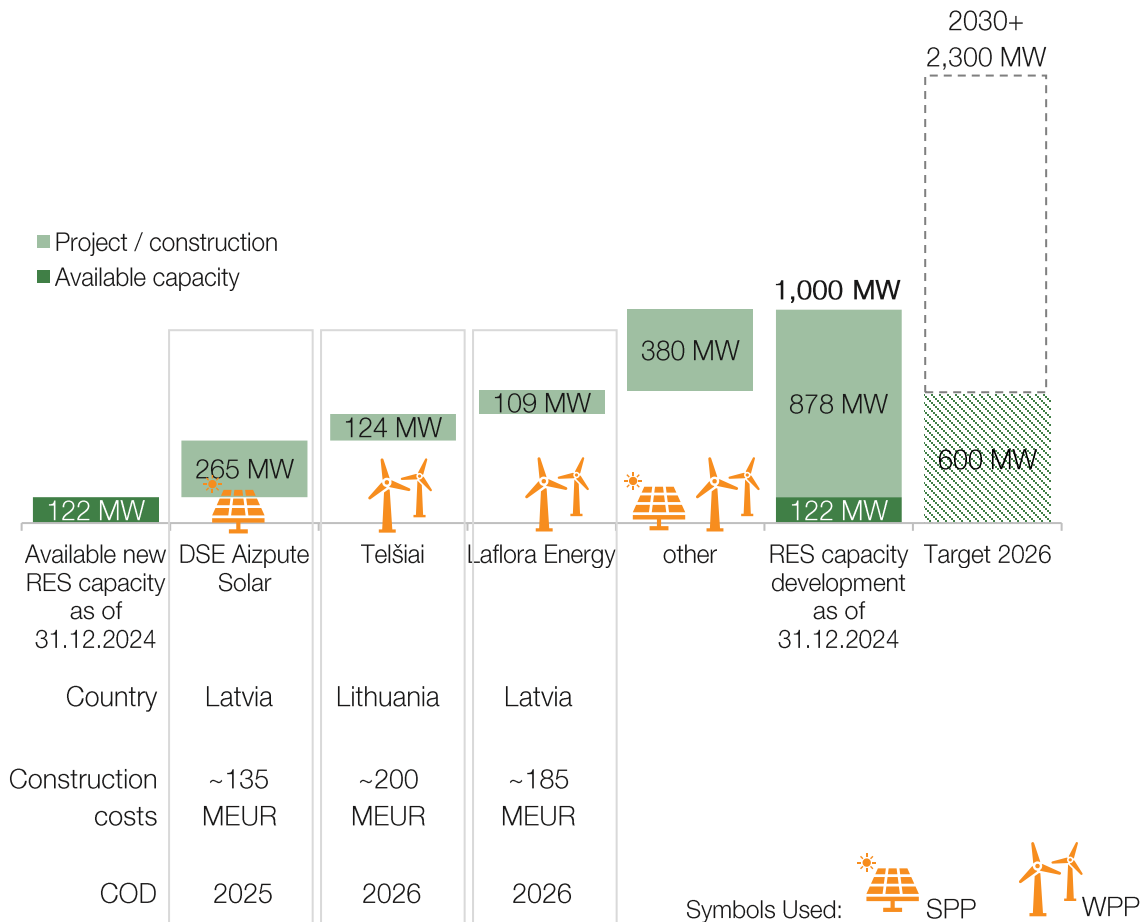 2030+
2,300 MW
Project / construction
Available capacity
1,000 MW
380 MW
109 MW
878 MW
124 MW
265 MW
600 MW
122 MW
122 MW
Available new
RES capacity
as of
31.12.2024
DSE Aizpute
Solar
Telšiai
Laflora Energy
other
RES capacity
development
as of
31.12.2024
Target 2026
Country Latvia Lithuania Latvia
Construction
costs
~135
MEUR
~200
MEUR
~185
MEUR
COD 2025 2026 2026
Symbols Used: SPP WPP